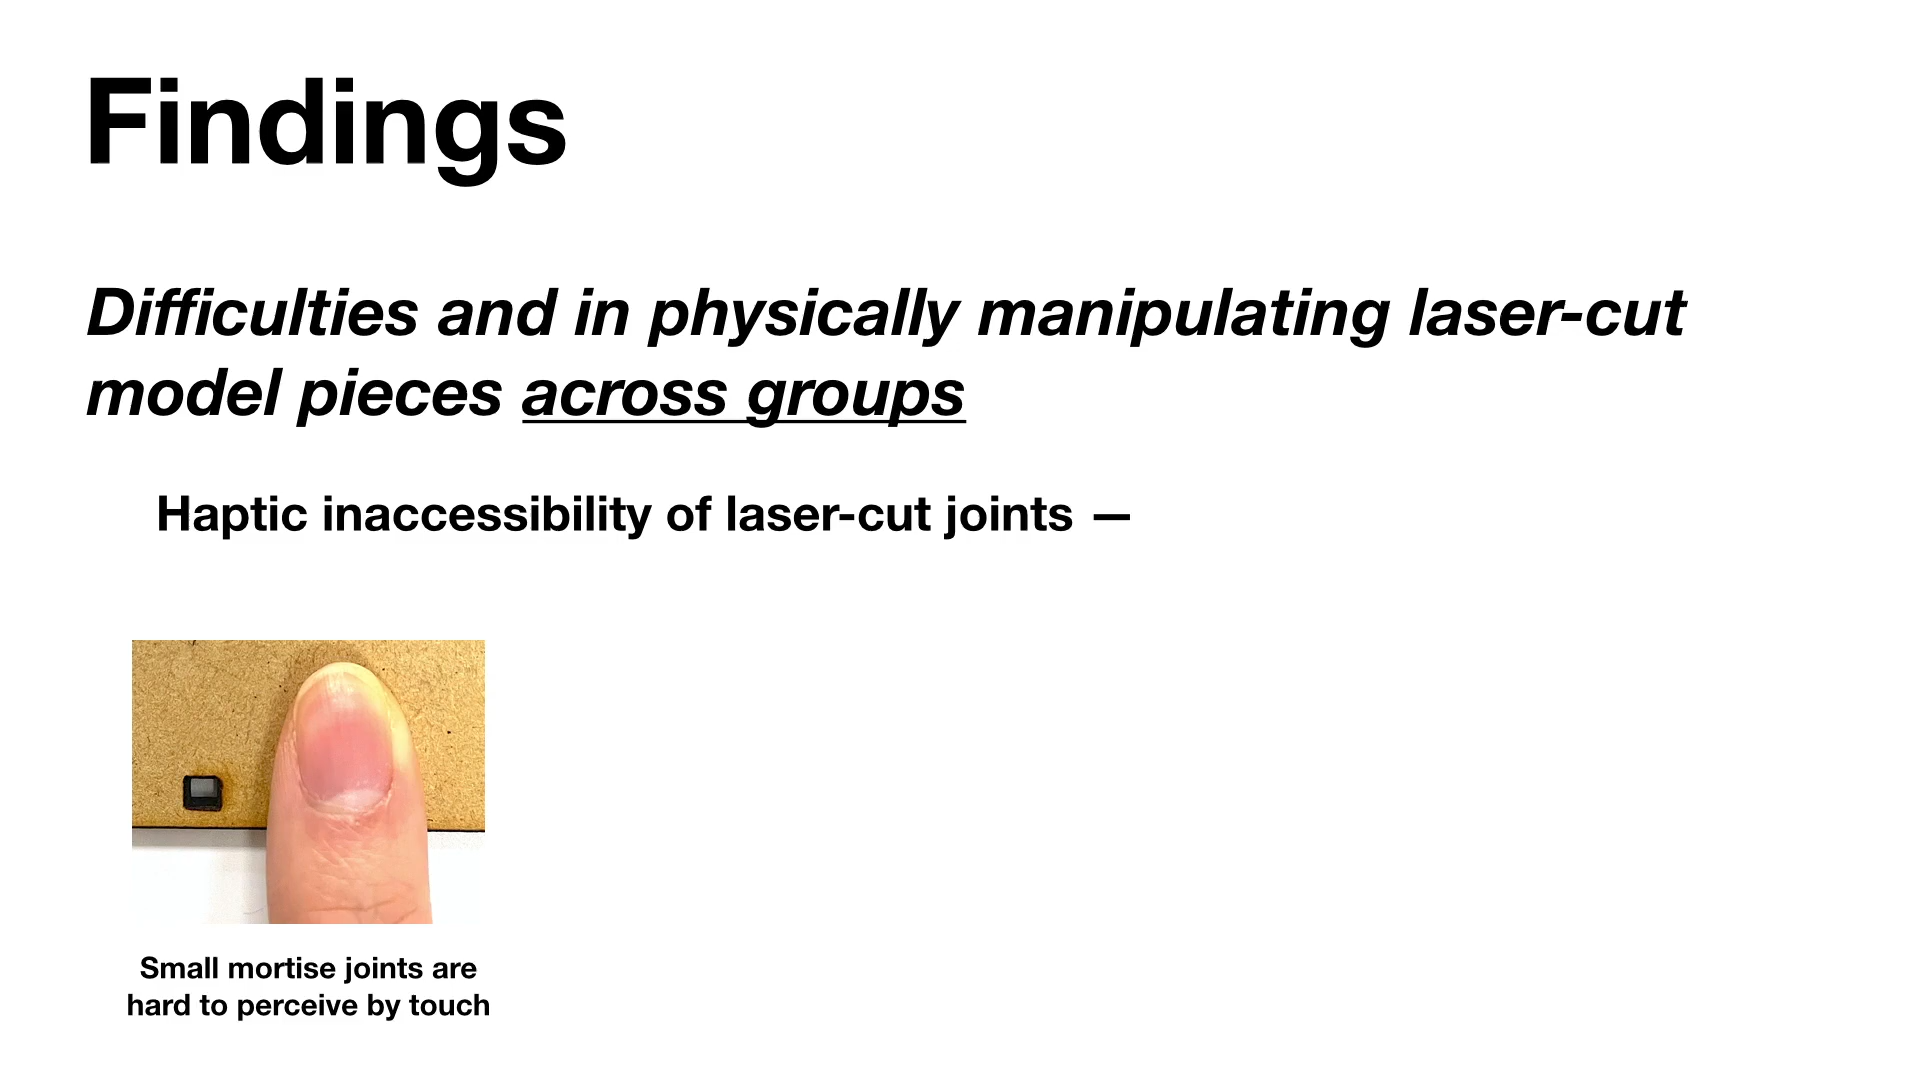 Findings
Difficulties and in physically manipulating laser-cut
model pieces across groups
Haptic inaccessibility of laser-cut joints —
Small mortise joints are
hard to perceive by touch